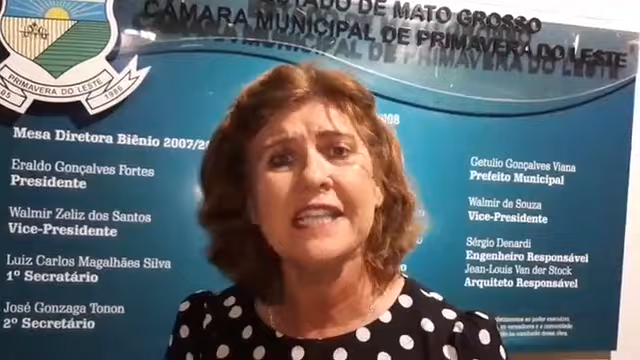 ESTADO DE MATO GROSSO
CÂMARA MUNICIPAL DE PRIMAVERA DO LESTE
PRIMAVERA DO LESTE
1986
Mesa Diretora Biênio 2007/20
Eraldo Gonçalves Fortes
Presidente
Walmir Zeliz dos Santos
Vice-Presidente
Luiz Carlos Magalhães Silva
1º Secratário
José Gonzaga Tonon
2º Secretário
Getulio Gonçalves Viana
Prefeito Municipal
Walmir de Souza
Vice-Presidente
Sérgio Denardi
Engenheiro Responsável
Jean-Louis Van der Stock
Arquiteto Responsável